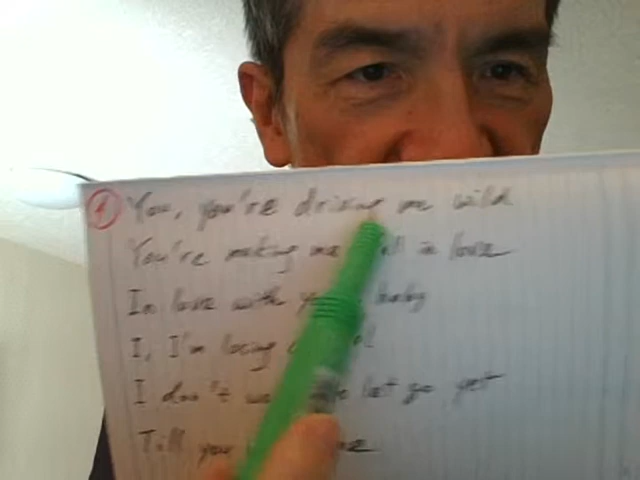 1 You, you're driving me wild
You're making me in love
In love with baby
I, I'm losing
I don't let go yet
Till you